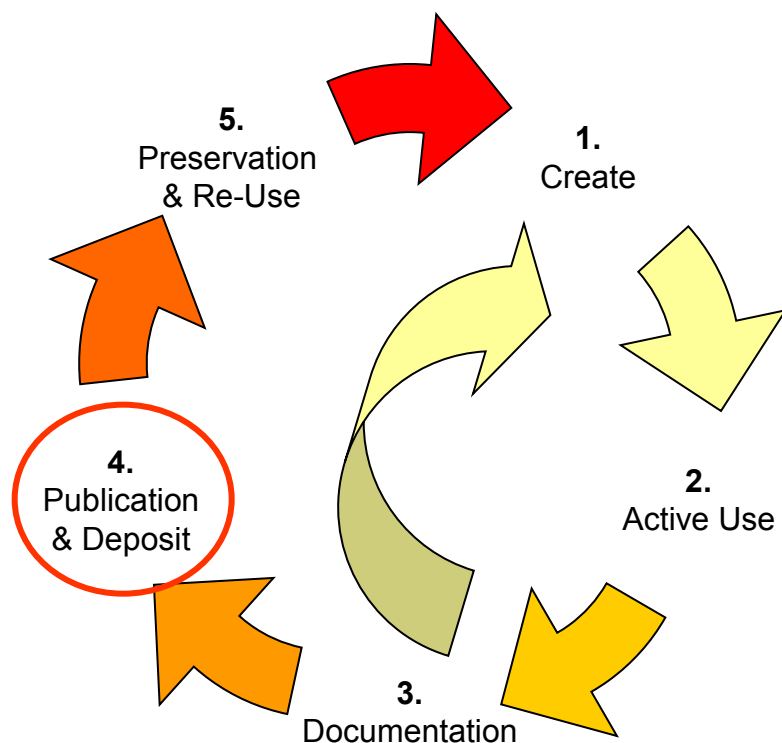 1.
Create
2.
Active Use
3.
Documentation
4.
Publication
& Deposit
5.
Preservation
& Re-Use